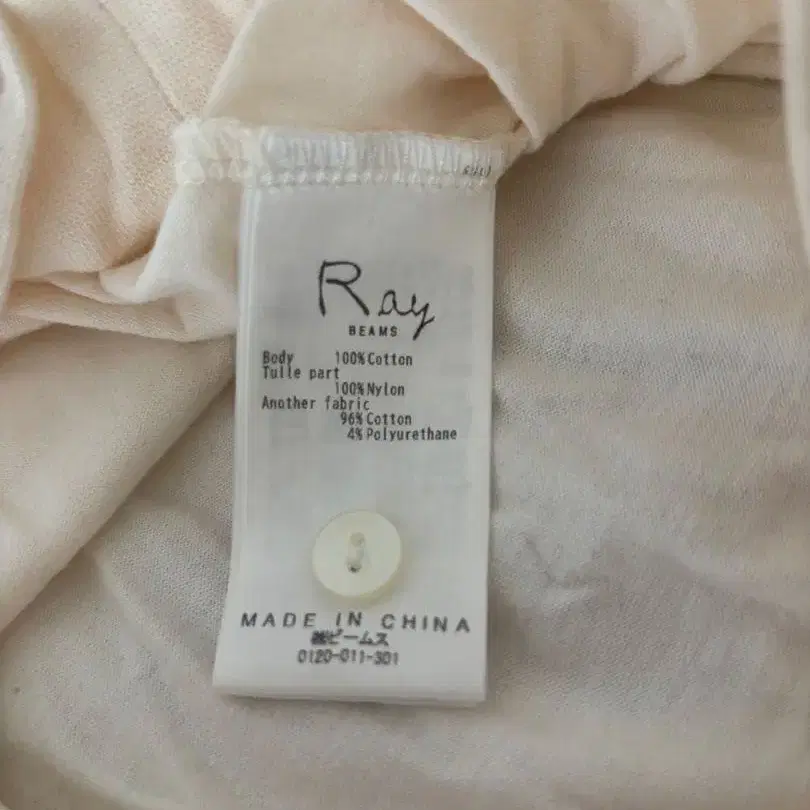 Ray
BEAMS
Body 100%Cotton
Tulle part
100%Nylon
Another fabric
96%Cotton
4%Polyurethane
MADE IN CHINA
㈱ビームス
0120-011-301